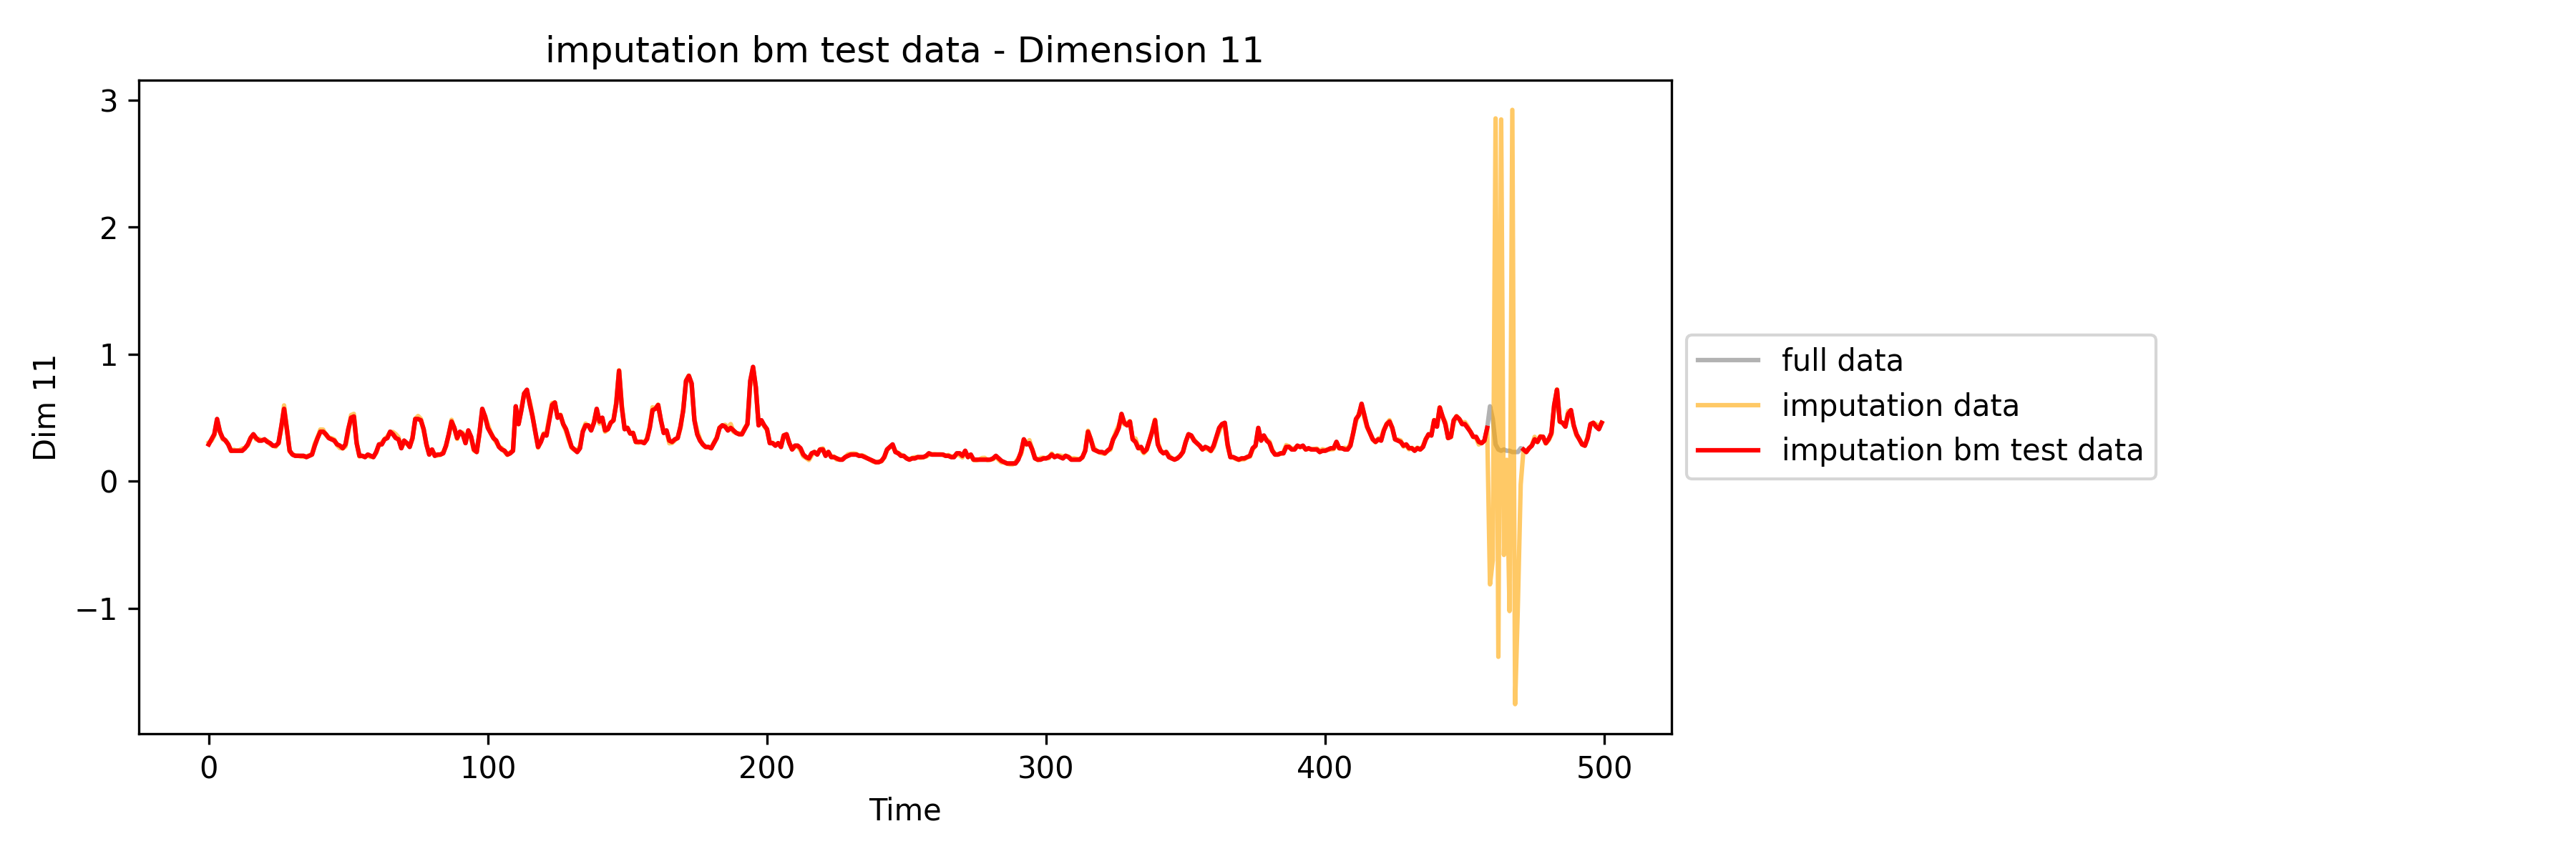 imputation bm test data - Dimension 11
3
2
1
0
−1
Dim 11
0 100 200 300 400 500
Time
full data
imputation data
imputation bm test data